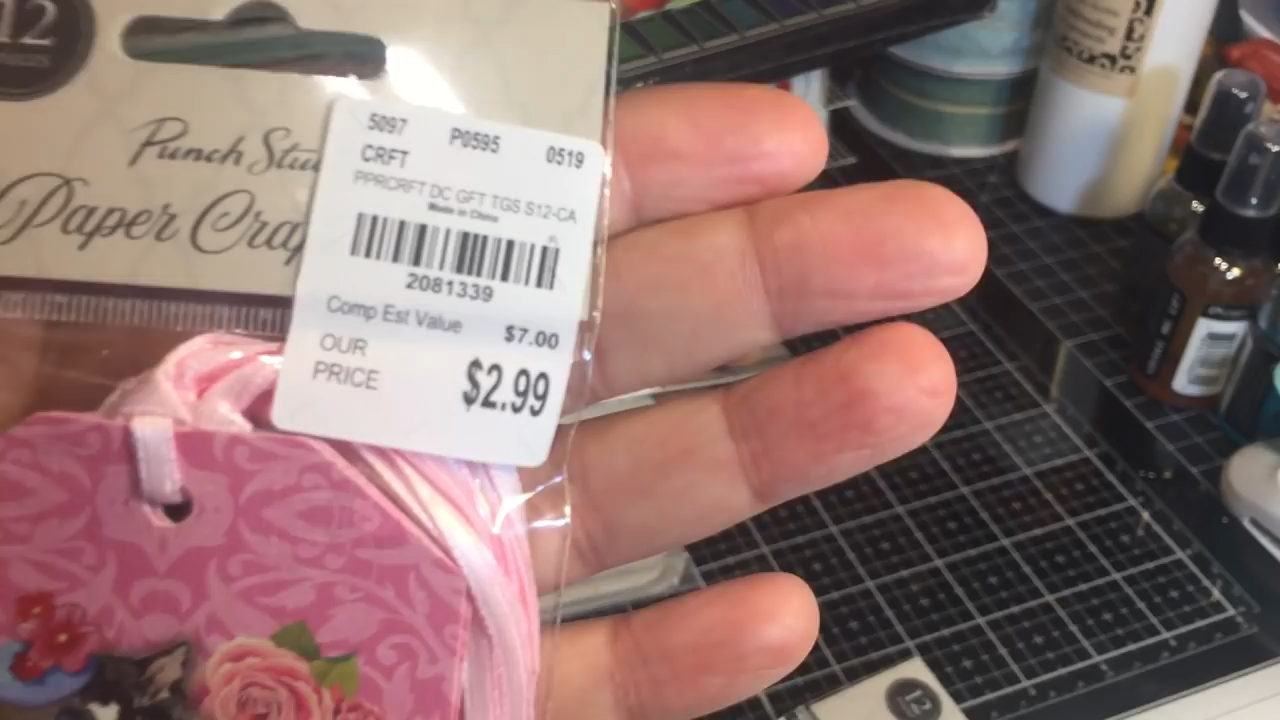 12
Punch Stu
Paper Craf
5097 P0595 0519
CRFT
PPRCRFT DC GFT TGS S12-CA
Made in China
2081339
Comp Est Value $7.00
OUR
PRICE $2.99
12